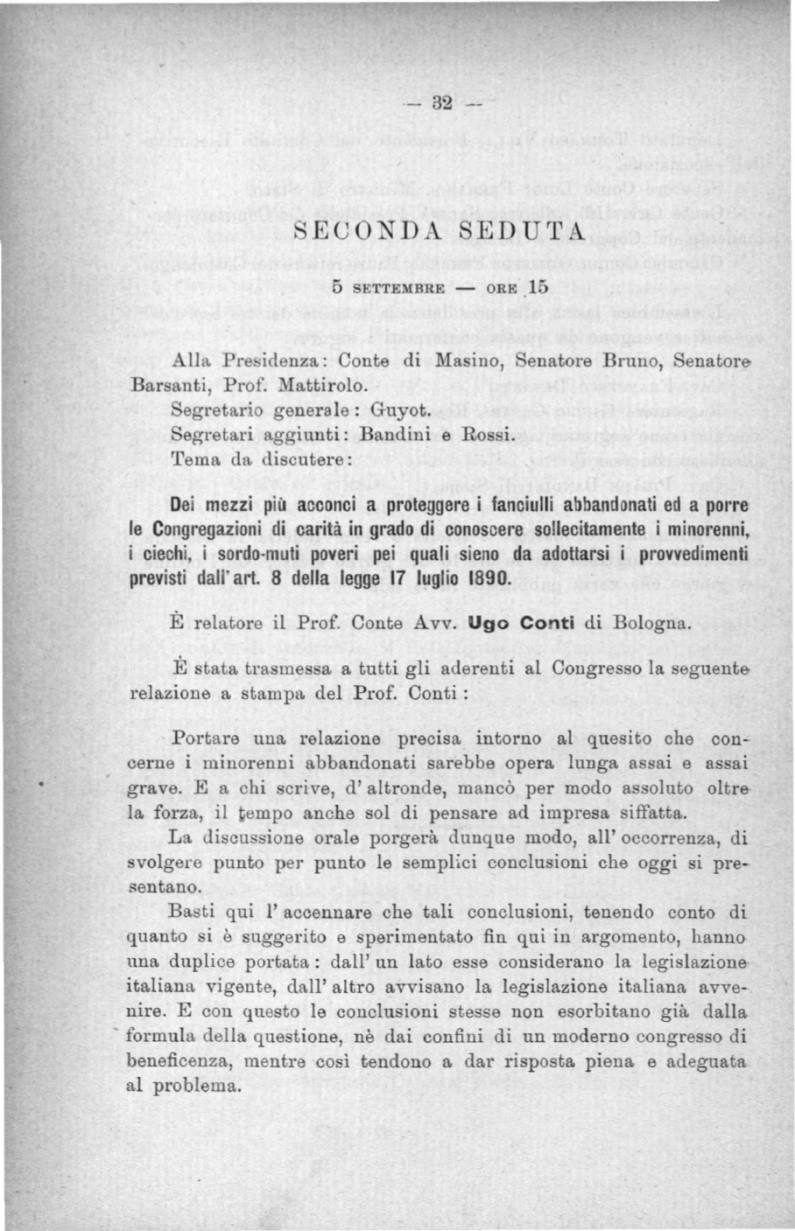 — 32 —
SECONDA SEDUTA
5 SETTEMBRE — ORE 15
Alla Presidenza: Conte di Masino, Senatore Bruno, Senatore
Barsanti, Prof. Mattirolo.
Segretario generale: Guyot.
Segretari aggiunti: Bandini e Rossi.
Tema da discutere:
Dei mezzi più acconci a proteggere i fanciulli abbandonati ed a porre
le Congregazioni di carità in grado di conoscere sollecitamente i minorenni,
i ciechi, i sordo-muti poveri pei quali sieno da adottarsi i provvedimenti
previsti dall'art. 8 della legge 17 luglio 1890.
È relatore il Prof. Conte Avv. Ugo Conti di Bologna.
È stata trasmessa a tutti gli aderenti al Congresso la seguente
relazione a stampa del Prof. Conti:
Portare una relazione precisa intorno al quesito che con-
cerne i minorenni abbandonati sarebbe opera lunga assai e assai
grave. E a chi scrive, d'altronde, mancò per modo assoluto oltre
la forza, il tempo anche sol di pensare ad impresa siffatta.
La discussione orale porgerà dunque modo, all'occorrenza, di
svolgere punto per punto le semplici conclusioni che oggi si pre-
sentano.
Basti qui l'accennare che tali conclusioni, tenendo conto di
quanto si è suggerito e sperimentato fin qui in argomento, hanno
una duplice portata: dall'un lato esse considerano la legislazione
italiana vigente, dall'altro avvisano la legislazione italiana avve-
nire. E con questo le conclusioni stesse non esorbitano già dalla
formula della questione, nè dai confini di un moderno congresso di
beneficenza, mentre così tendono a dar risposta piena e adeguata
al problema.